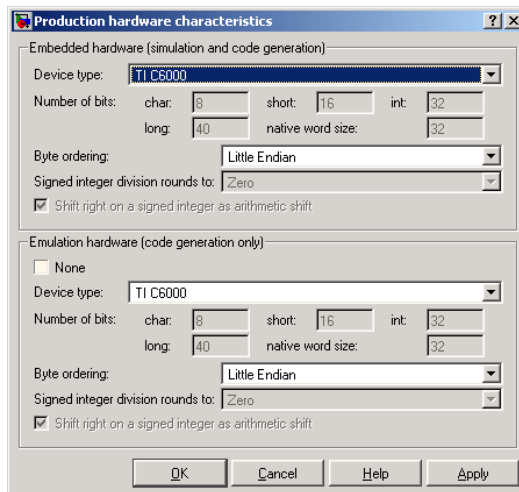 Production hardware characteristics
Embedded hardware (simulation and code generation)
Device type: TI C6000
Number of bits: char: 8 short: 16 int: 32
long: 40 native word size: 32
Byte ordering: Little Endian
Signed integer division rounds to: Zero
Shift right on a signed integer as arithmetic shift
Emulation hardware (code generation only)
None
Device type: TI C6000
Number of bits: char: 8 short: 16 int: 32
long: 40 native word size: 32
Byte ordering: Little Endian
Signed integer division rounds to: Zero
Shift right on a signed integer as arithmetic shift
OK Cancel Help Apply